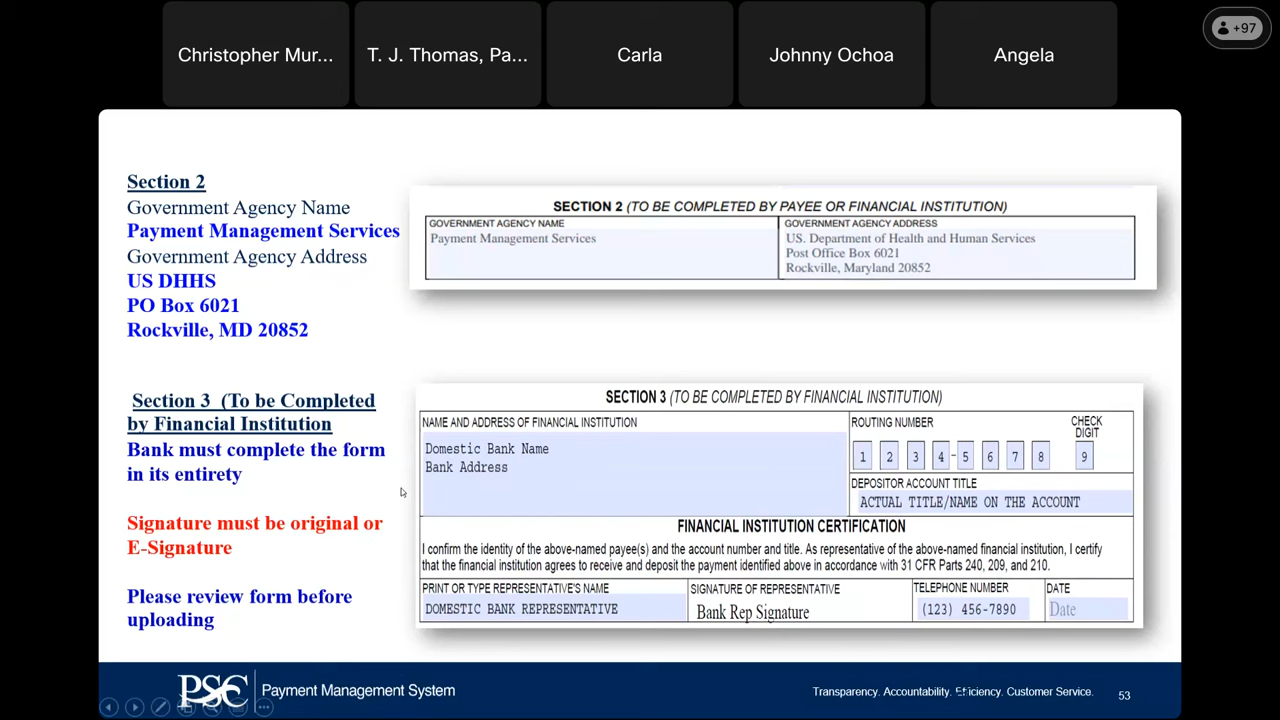 Christopher Mur...
T. J. Thomas, Pa...
Carla
Johnny Ochoa
Angela
+97
Section 2
Government Agency Name
Payment Management Services
Government Agency Address
US DHHS
PO Box 6021
Rockville, MD 20852
SECTION 2 (TO BE COMPLETED BY PAYEE OR FINANCIAL INSTITUTION)
GOVERNMENT AGENCY NAME
Payment Management Services
GOVERNMENT AGENCY ADDRESS
US. Department of Health and Human Services
Post Office Box 6021
Rockville, Maryland 20852
Section 3 (To be Completed
by Financial Institution
Bank must complete the form
in its entirety
Signature must be original or
E-Signature
Please review form before
uploading
SECTION 3 (TO BE COMPLETED BY FINANCIAL INSTITUTION)
NAME AND ADDRESS OF FINANCIAL INSTITUTION
Domestic Bank Name
Bank Address
ROUTING NUMBER
CHECK
DIGIT
1 2 3 4 - 5 6 7 8 9
DEPOSITOR ACCOUNT TITLE
ACTUAL TITLE/NAME ON THE ACCOUNT
FINANCIAL INSTITUTION CERTIFICATION
I confirm the identity of the above-named payee(s) and the account number and title. As representative of the above-named financial institution, I certify
that the financial institution agrees to receive and deposit the payment identified above in accordance with 31 CFR Parts 240, 209, and 210.
PRINT OR TYPE REPRESENTATIVE'S NAME
DOMESTIC BANK REPRESENTATIVE
SIGNATURE OF REPRESENTATIVE
Bank Rep Signature
TELEPHONE NUMBER
(123) 456-7890
DATE
Date
PSC Payment Management System
Transparency. Accountability. Efficiency. Customer Service.
53